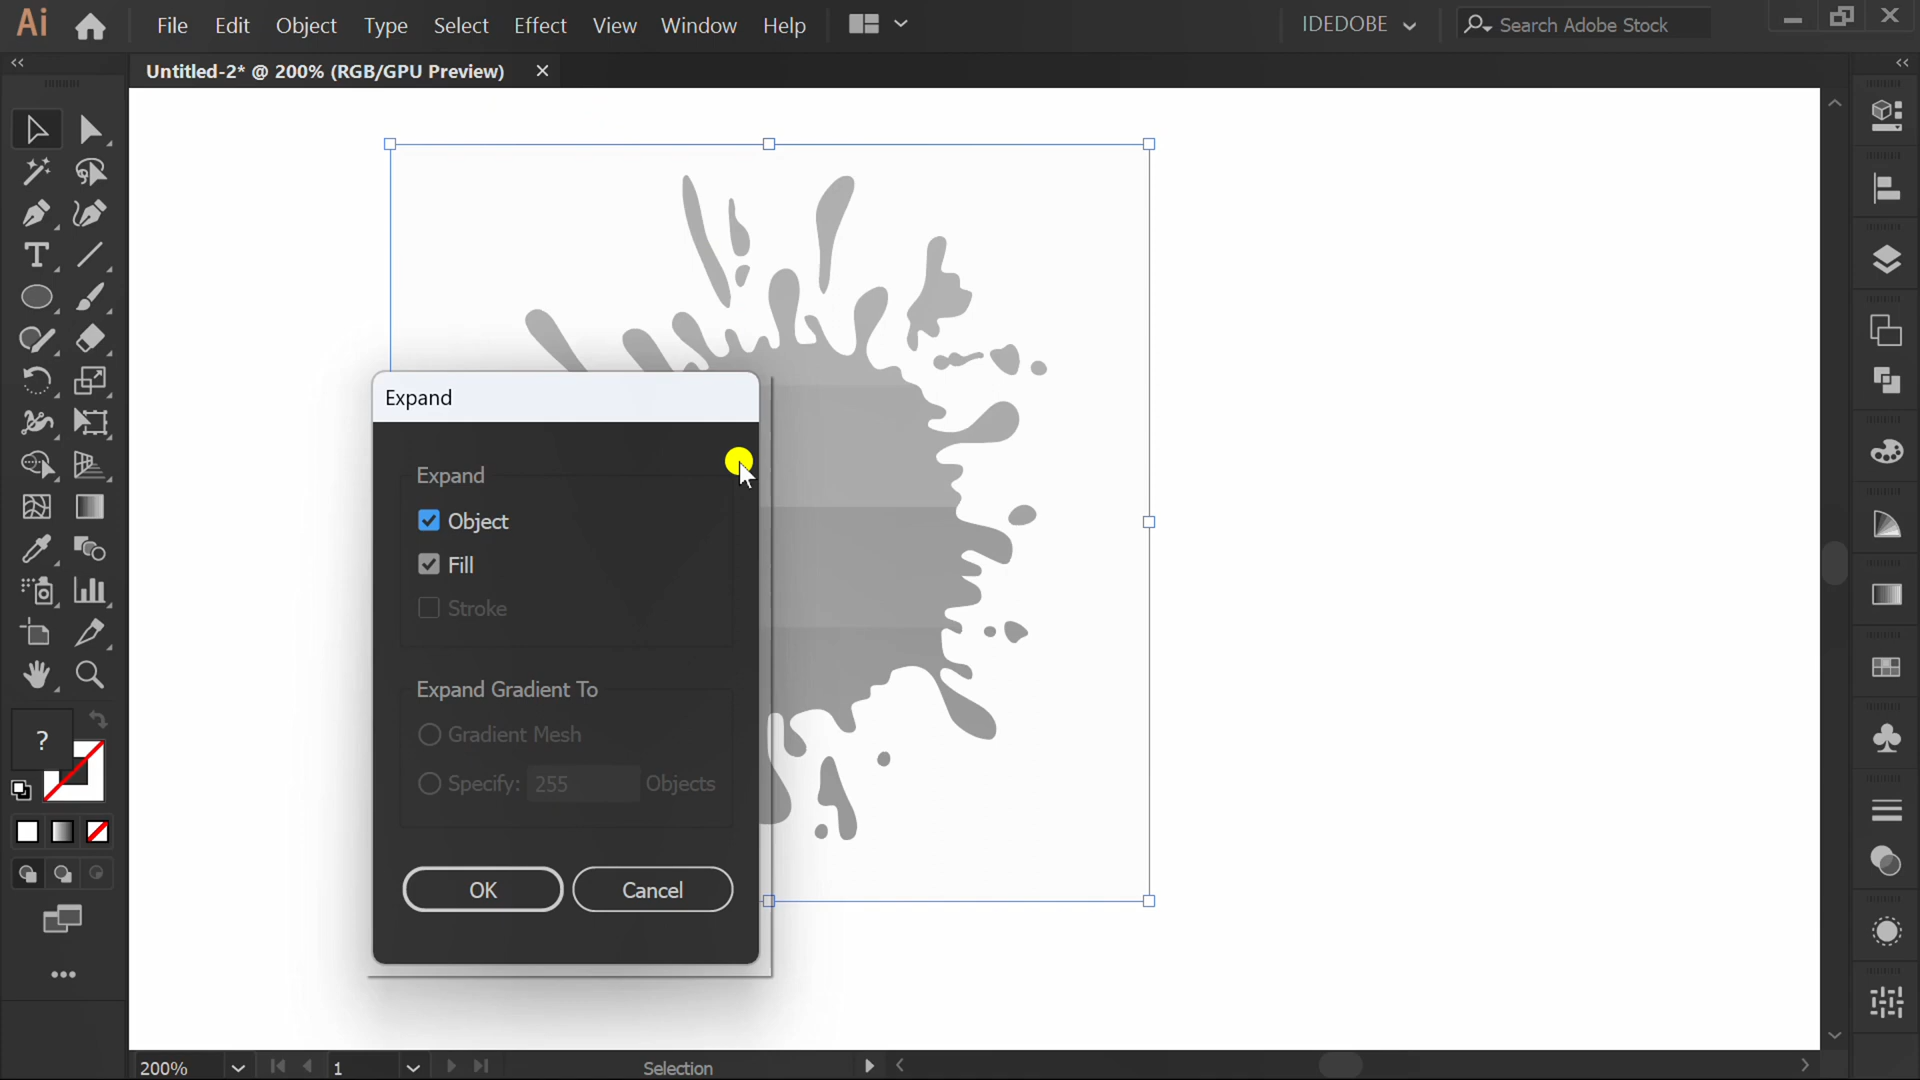 Ai File Edit Object Type Select Effect View Window Help IDEDOBE Search Adobe Stock
Untitled-2* @ 200% (RGB/GPU Preview)
Expand
Expand
Object
Fill
Stroke
Expand Gradient To
Gradient Mesh
Specify: 255 Objects
OK Cancel
?
200% 1 Selection